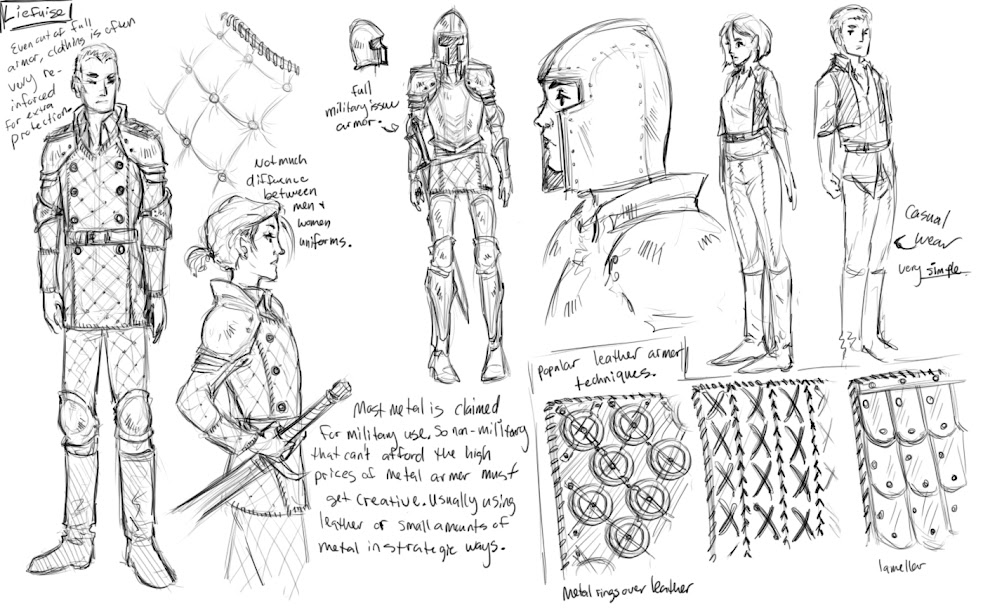 Liefuise
Even out of full
armor, clothing is often
very re-
inforced
for extra
protection
Not much
diffuence
between
men +
women
uniforms.
full
military issue
armor.
Casual
wear
very simple
Most metal is claimed
for military use. So non-military
that can't afford the high
prices of metal armor must
get creative. Usually using
leather or small amounts of
metal in strategic ways.
popular leather armor
techniques.
Metal rings over leather
lamellar